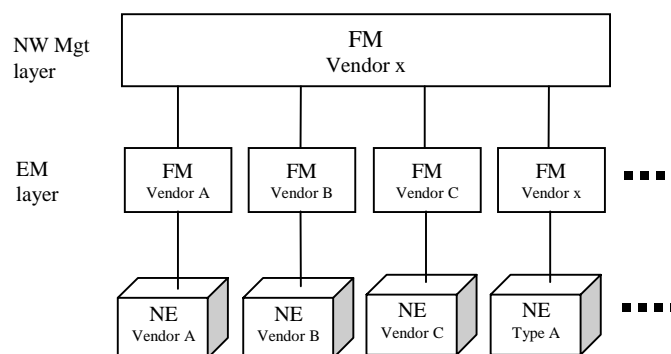 NW Mgt
layer
FM
Vendor x
EM
layer
FM
Vendor A
FM
Vendor B
FM
Vendor C
FM
Vendor x
NE
Vendor A
NE
Vendor B
NE
Vendor C
NE
Type A